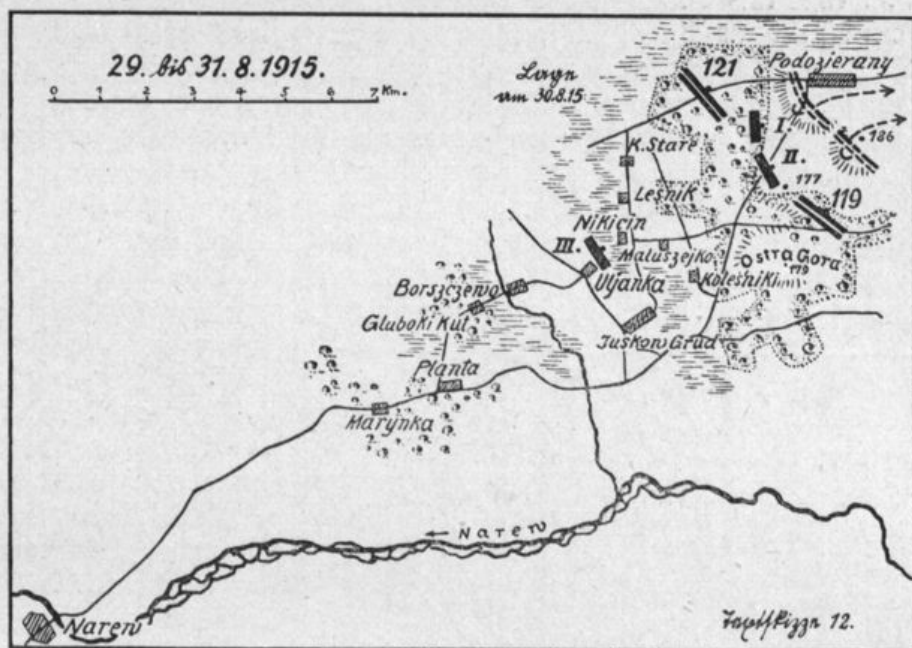 29. bis 31.8.1915.
0 1 2 3 4 5 6 7 Km.
Lage
am 30.8.15
121
Podozierany
I.
186
K. Stare
II.
177
Leśnik
119
Nikicin
III.
Maluszejko
Ostra Gora
179
Borszczewo
Uljanka
Koleśniki
Gluboki Kut
Juskow Grud
Planta
Marynka
← Narew
Narew
Textskizze 12.